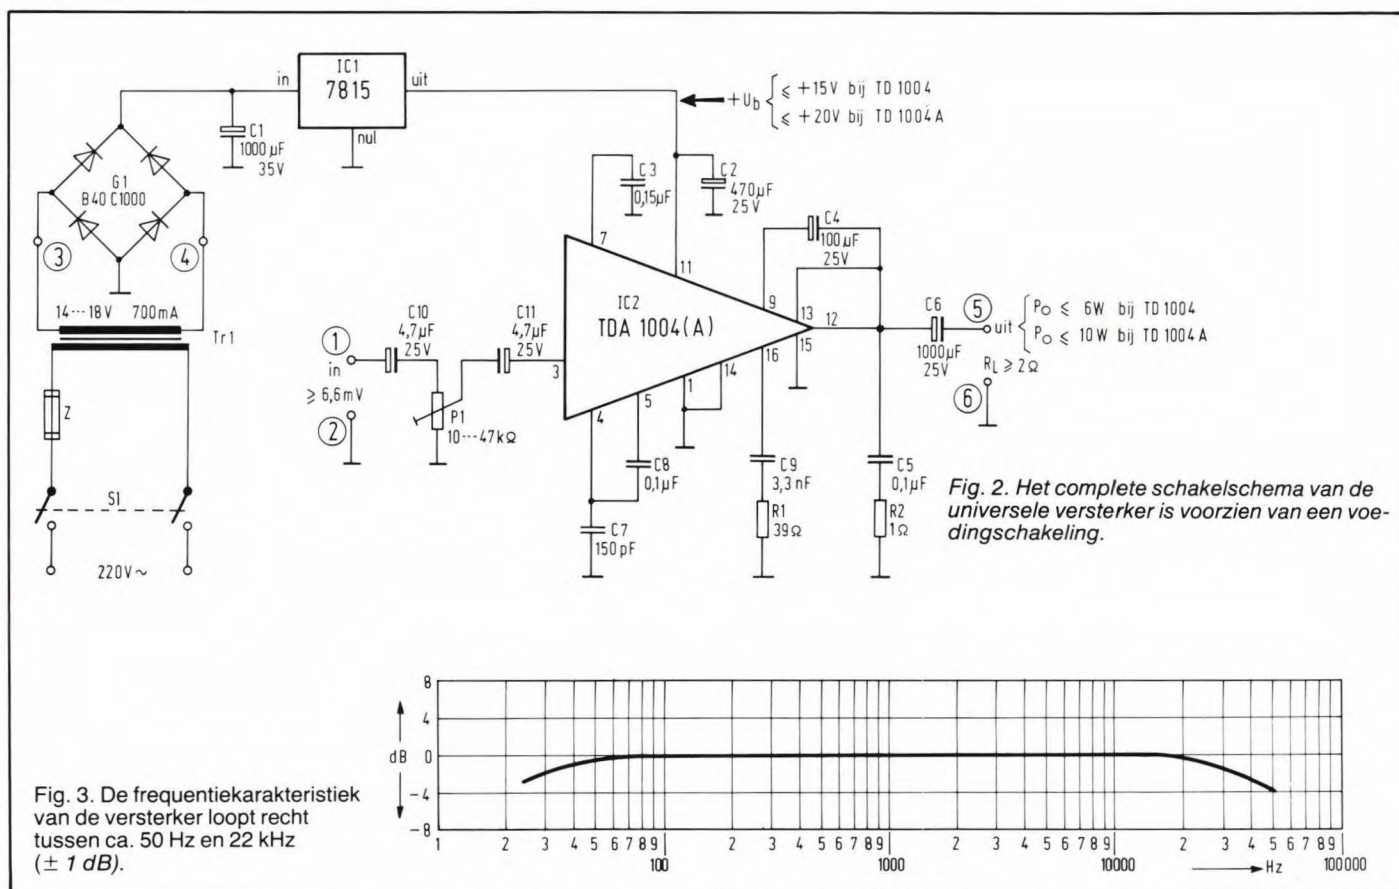 IC1
in
7815
uit
nul
C1
1000µF
35V
+Ub
≤ +15V bij TD 1004
≤ +20V bij TD 1004A
G1
B40 C1000
3
4
14---18V 700mA
Tr1
Z
S1
220V~
C3
0,15µF
C2
470µF
25V
C4
100µF
25V
7
11
IC2
TDA 1004(A)
9
13
12
15
16
14
1
5
4
3
C10
4,7µF
25V
C11
4,7µF
25V
1
in
≥ 6,6mV
2
P1
10---47kΩ
C6
1000µF
25V
5
uit
PO ≤ 6W bij TD 1004
PO ≤ 10W bij TD 1004A
RL ≥ 2Ω
6
C8
0,1µF
C7
150pF
C9
3,3nF
R1
39Ω
C5
0,1µF
R2
1Ω
Fig. 2. Het complete schakelschema van de
universele versterker is voorzien van een voe-
dingschakeling.
8
4
dB 0
−4
−8
1 2 3 4 5 6 7 8 9 2 3 4 5 6 7 8 9 2 3 4 5 6 7 8 9 2 3 4 5 6 7 8 9
100 1000 10000 Hz 100000
Fig. 3. De frequentiekarakteristiek
van de versterker loopt recht
tussen ca. 50 Hz en 22 kHz
(± 1 dB).